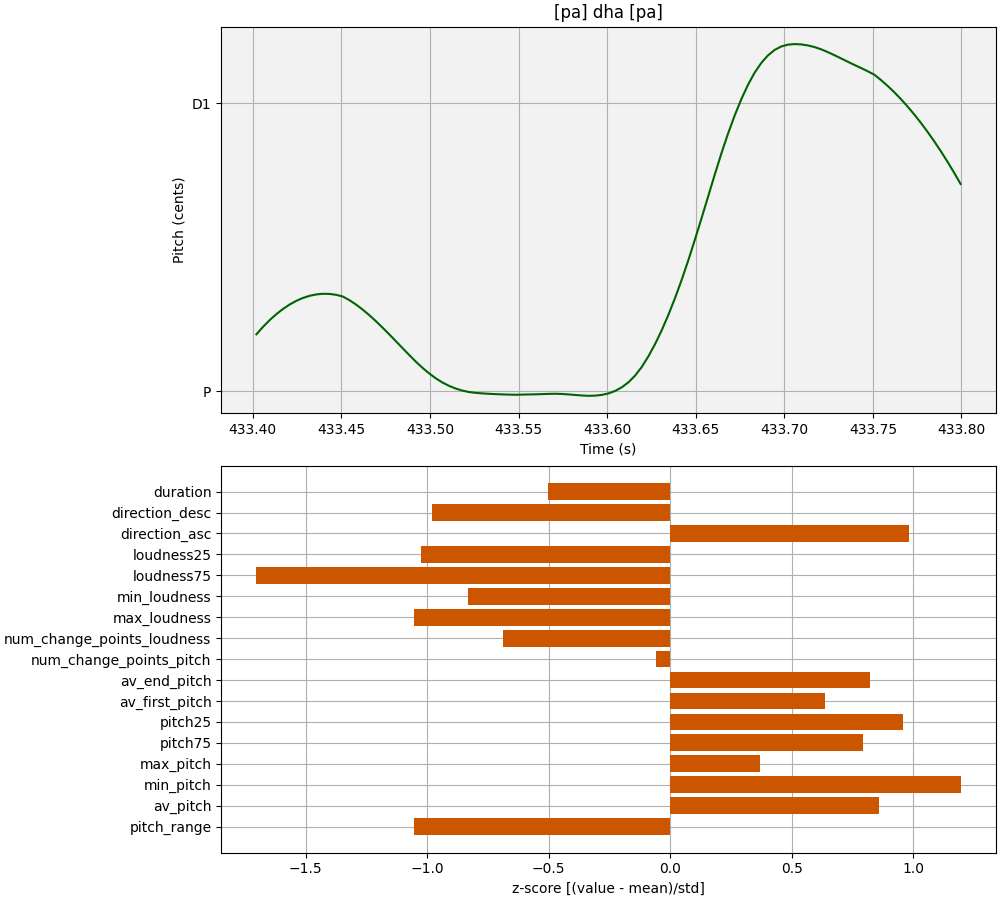 [pa] dha [pa]
D1
P
Pitch (cents)
433.40 433.45 433.50 433.55 433.60 433.65 433.70 433.75 433.80
Time (s)
duration
direction_desc
direction_asc
loudness25
loudness75
min_loudness
max_loudness
num_change_points_loudness
num_change_points_pitch
av_end_pitch
av_first_pitch
pitch25
pitch75
max_pitch
min_pitch
av_pitch
pitch_range
−1.5 −1.0 −0.5 0.0 0.5 1.0
z-score [(value - mean)/std]